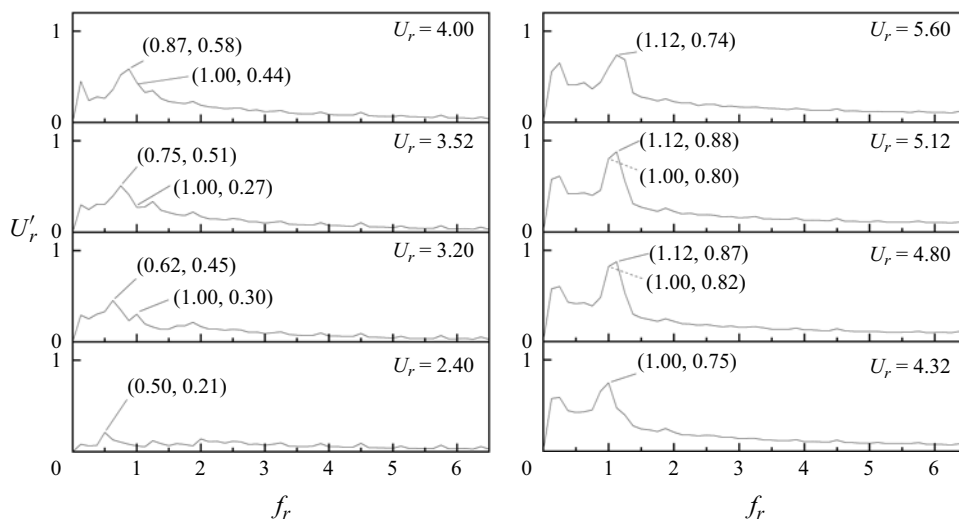 1
U_r = 4.00
(0.87, 0.58)
(1.00, 0.44)
0
1
U_r = 3.52
(0.75, 0.51)
(1.00, 0.27)
0
U′_r
1
U_r = 3.20
(0.62, 0.45)
(1.00, 0.30)
0
1
U_r = 2.40
(0.50, 0.21)
0 1 2 3 4 5 6
f_r
1
U_r = 5.60
(1.12, 0.74)
0
1
U_r = 5.12
(1.12, 0.88)
(1.00, 0.80)
0
1
U_r = 4.80
(1.12, 0.87)
(1.00, 0.82)
0
1
U_r = 4.32
(1.00, 0.75)
0 1 2 3 4 5 6
f_r